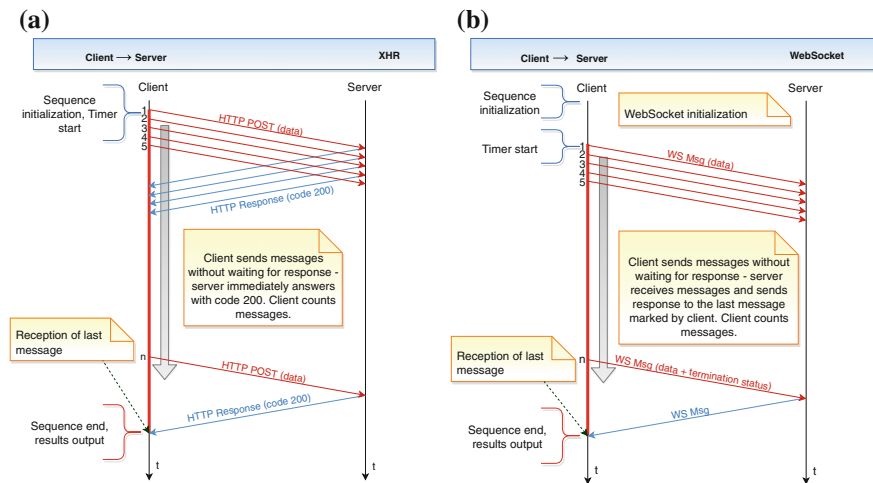 (a)
Client → Server XHR
Client Server
Sequence
initialization, Timer
start
1
2
3
4
5
HTTP POST (data)
HTTP Response (code 200)
Client sends messages
without waiting for response -
server immediately answers
with code 200. Client counts
messages.
Reception of last
message
n
HTTP POST (data)
HTTP Response (code 200)
Sequence end,
results output
t
(b)
Client → Server WebSocket
Client Server
Sequence
initialization
WebSocket initialization
Timer start
1
2
3
4
5
WS Msg (data)
Client sends messages without
waiting for response - server
receives messages and sends
response to the last message
marked by client. Client counts
messages.
Reception of last
message
n
WS Msg (data + termination status)
WS Msg
Sequence end,
results output
t
t
t